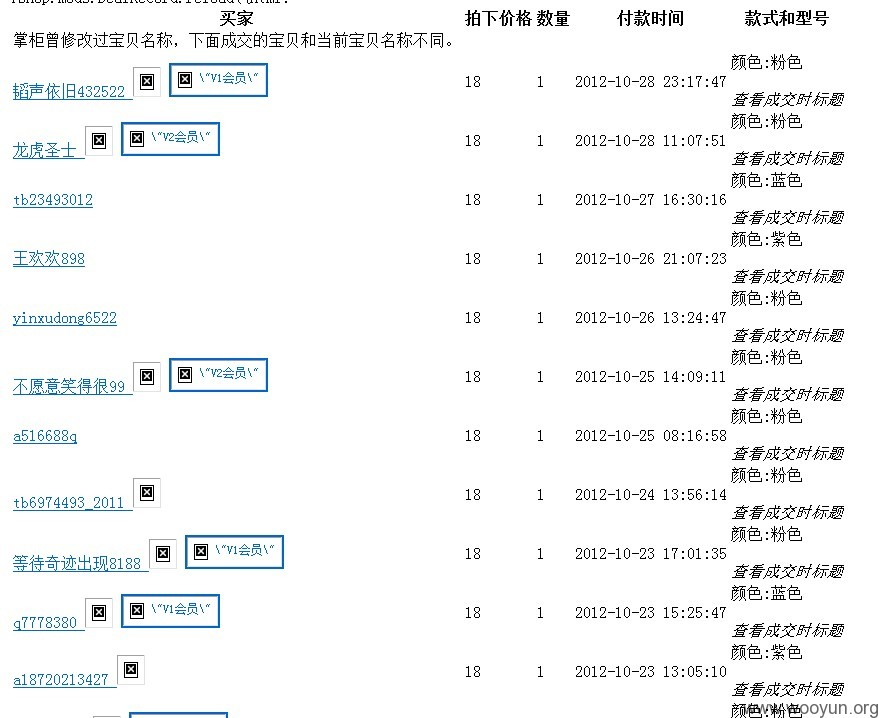 买家 拍下价格 数量 付款时间 款式和型号
掌柜曾修改过宝贝名称，下面成交的宝贝和当前宝贝名称不同。
韬声依旧432522 \"V1会员\" 18 1 2012-10-28 23:17:47 颜色:粉色
查看成交时标题
龙虎圣士 \"V2会员\" 18 1 2012-10-28 11:07:51 颜色:粉色
查看成交时标题
tb23493012 18 1 2012-10-27 16:30:16 颜色:蓝色
查看成交时标题
王欢欢898 18 1 2012-10-26 21:07:23 颜色:紫色
查看成交时标题
yinxudong6522 18 1 2012-10-26 13:24:47 颜色:粉色
查看成交时标题
不愿意笑得很99 \"V2会员\" 18 1 2012-10-25 14:09:11 颜色:粉色
查看成交时标题
a516688q 18 1 2012-10-25 08:16:58 颜色:粉色
查看成交时标题
tb6974493_2011 18 1 2012-10-24 13:56:14 颜色:粉色
查看成交时标题
等待奇迹出现8188 \"V1会员\" 18 1 2012-10-23 17:01:35 颜色:粉色
查看成交时标题
q7778380 \"V1会员\" 18 1 2012-10-23 15:25:47 颜色:蓝色
查看成交时标题
a18720213427 18 1 2012-10-23 13:05:10 颜色:紫色
查看成交时标题
颜色:粉色
www.wooyun.org